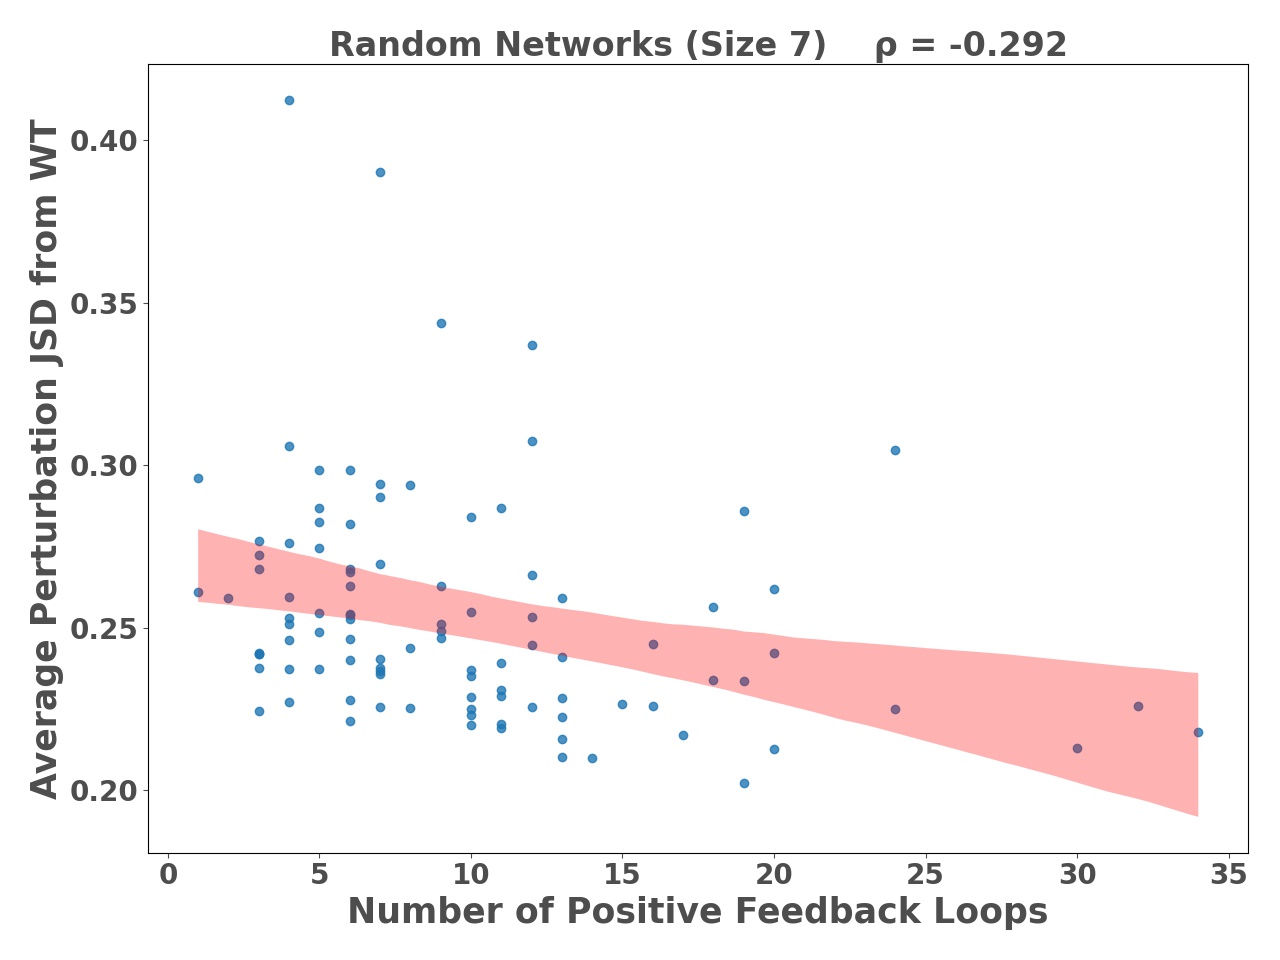 Random Networks (Size 7) ρ = -0.292
Average Perturbation JSD from WT
0.40
0.35
0.30
0.25
0.20
0 5 10 15 20 25 30 35
Number of Positive Feedback Loops